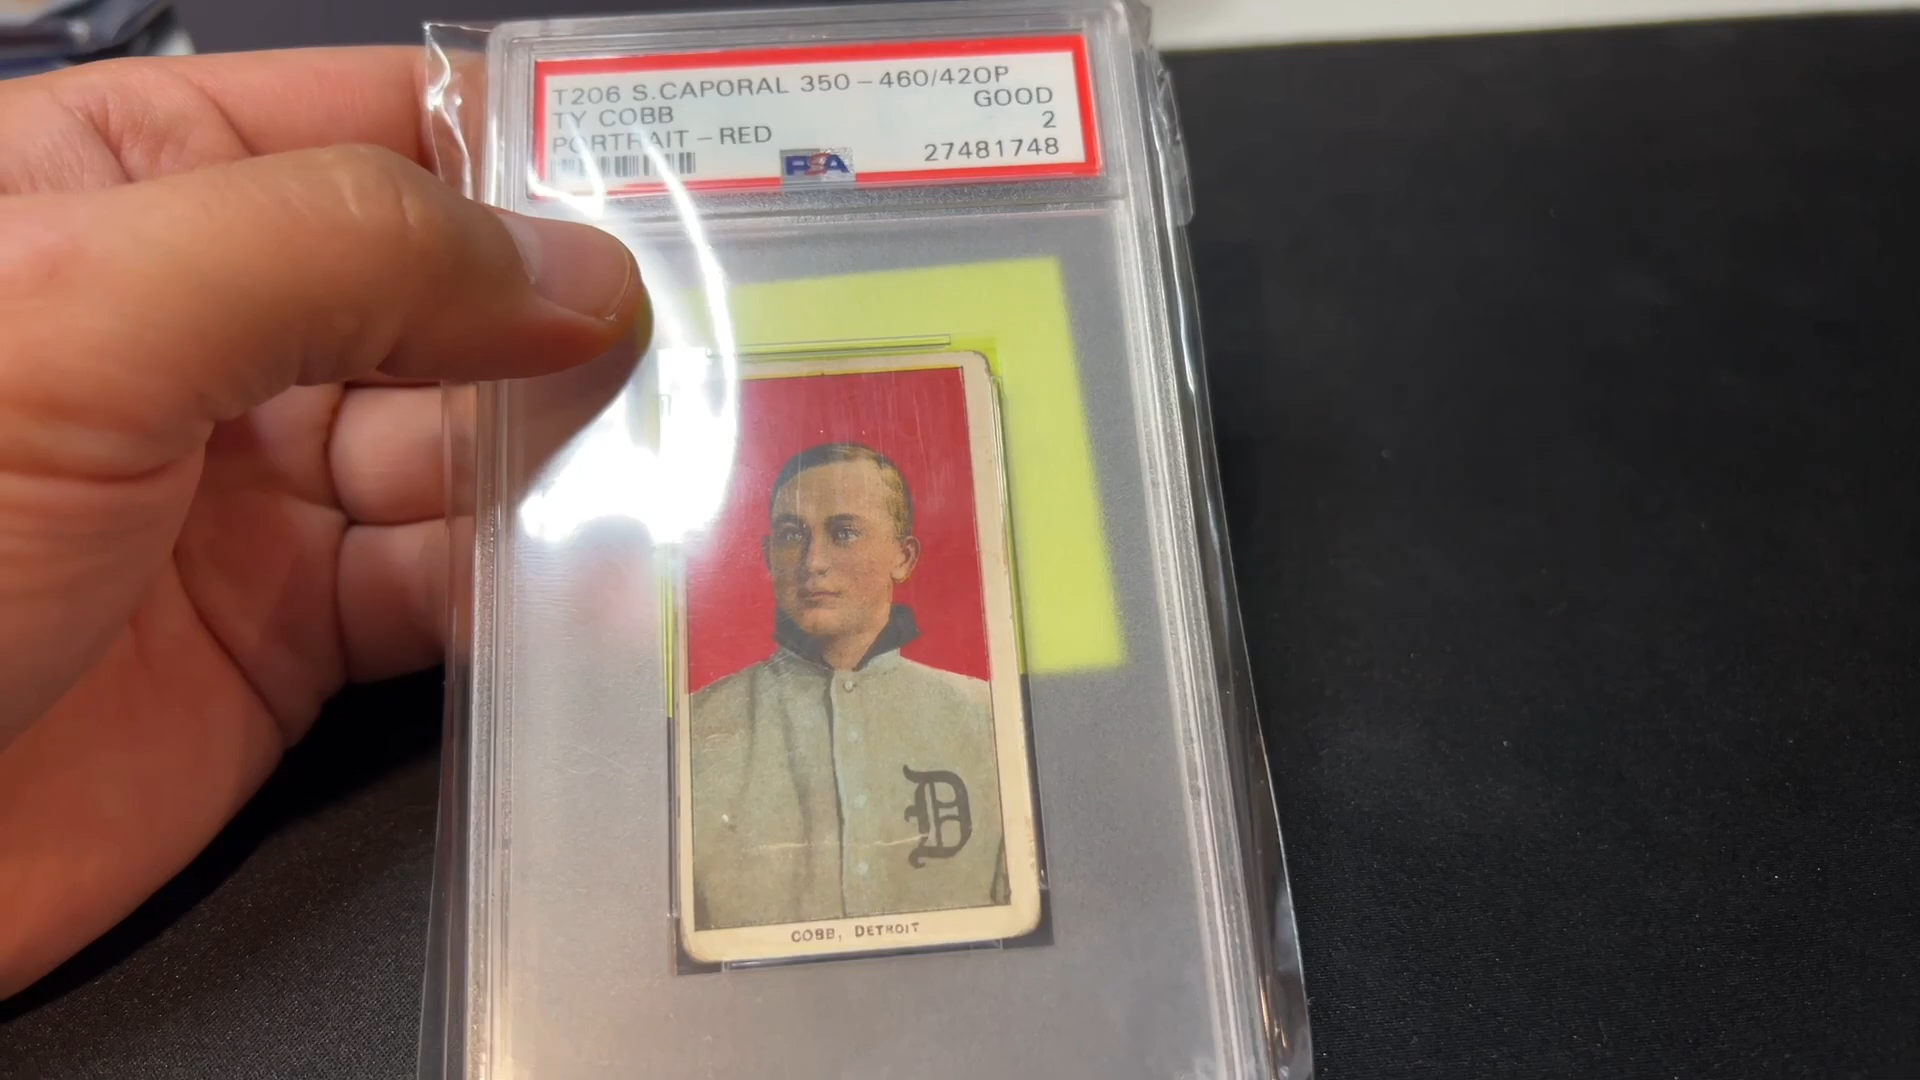 T206 S.CAPORAL 350-460/42OP
TY COBB GOOD
PORTRAIT-RED 2
PSA 27481748
D
COBB, DETROIT